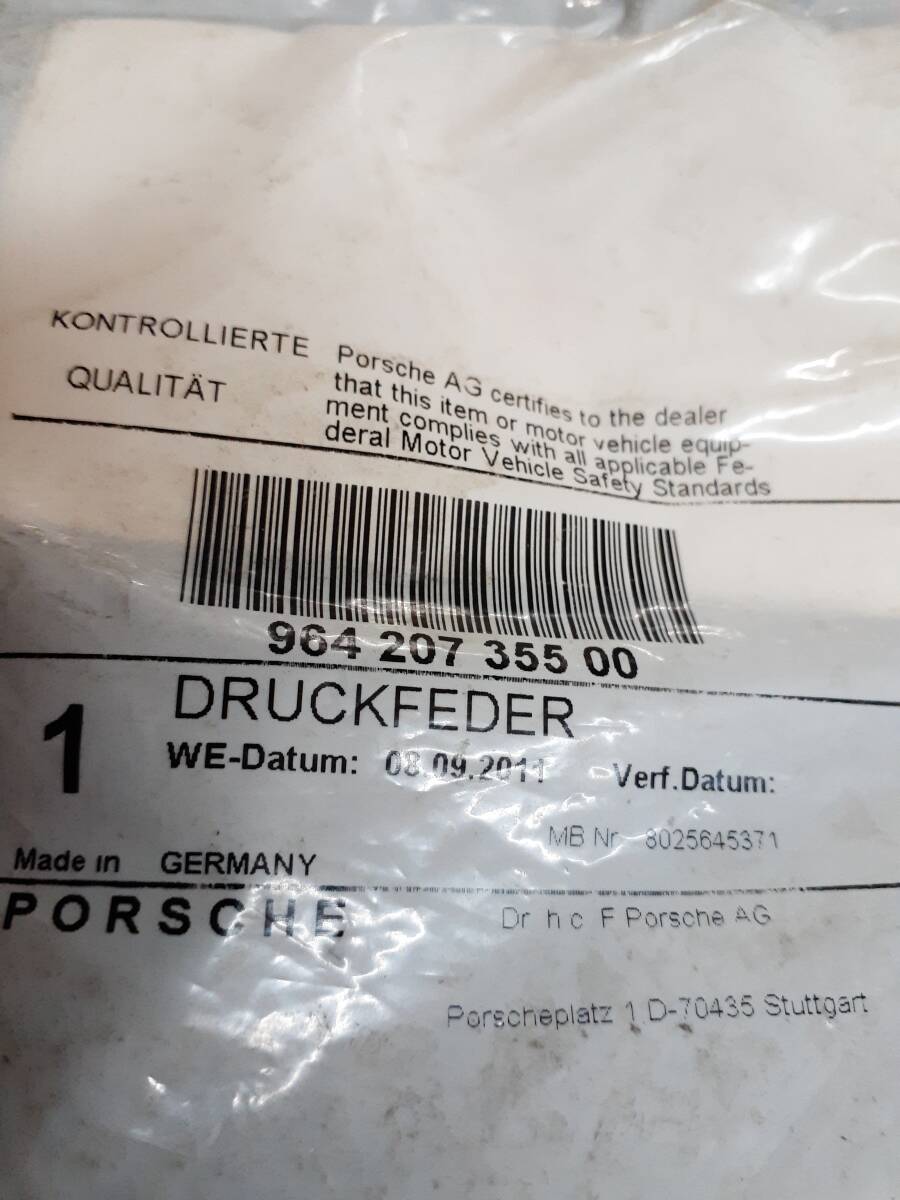 KONTROLLIERTE
QUALITÄT
Porsche AG certifies to the dealer
that this item or motor vehicle equip-
ment complies with all applicable Fe-
deral Motor Vehicle Safety Standards
964 207 355 00
1
DRUCKFEDER
WE-Datum: 08.09.2011 Verf.Datum:
MB Nr 8025645371
Made in GERMANY
PORSCHE
Dr h c F Porsche AG
Porscheplatz 1 D-70435 Stuttgart